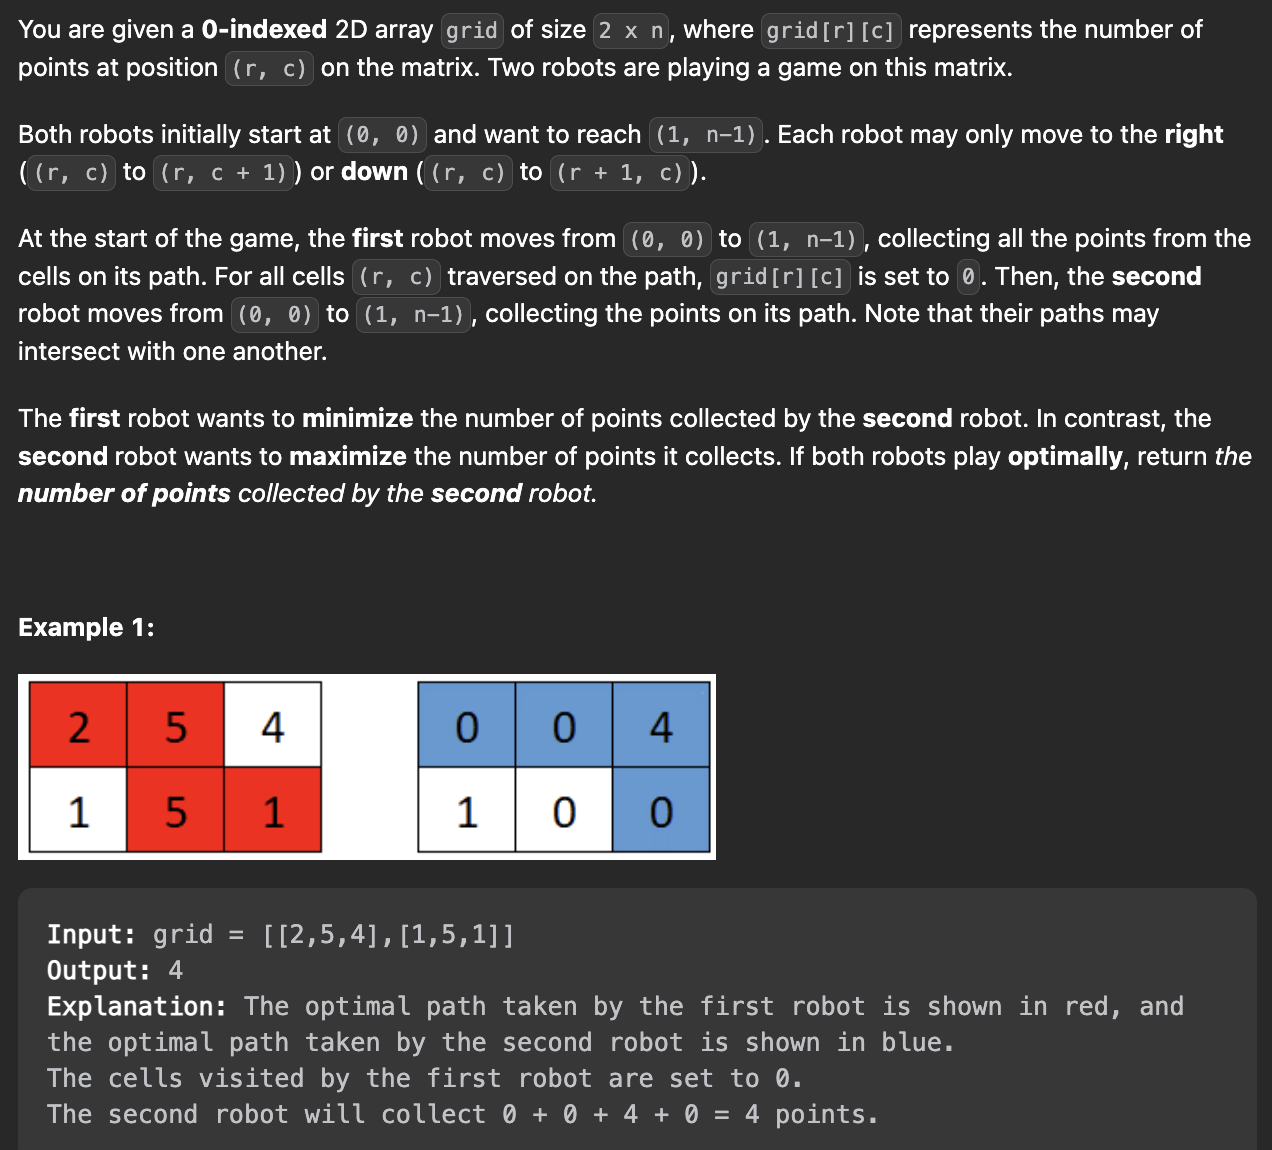 You are given a 0-indexed 2D array grid of size 2 x n, where grid[r][c] represents the number of
points at position (r, c) on the matrix. Two robots are playing a game on this matrix.
Both robots initially start at (0, 0) and want to reach (1, n-1). Each robot may only move to the right
((r, c) to (r, c + 1)) or down ((r, c) to (r + 1, c)).
At the start of the game, the first robot moves from (0, 0) to (1, n-1), collecting all the points from the
cells on its path. For all cells (r, c) traversed on the path, grid[r][c] is set to 0. Then, the second
robot moves from (0, 0) to (1, n-1), collecting the points on its path. Note that their paths may
intersect with one another.
The first robot wants to minimize the number of points collected by the second robot. In contrast, the
second robot wants to maximize the number of points it collects. If both robots play optimally, return the
number of points collected by the second robot.
Example 1:
2 5 4 0 0 4
1 5 1 1 0 0
Input: grid = [[2,5,4],[1,5,1]]
Output: 4
Explanation: The optimal path taken by the first robot is shown in red, and
the optimal path taken by the second robot is shown in blue.
The cells visited by the first robot are set to 0.
The second robot will collect 0 + 0 + 4 + 0 = 4 points.